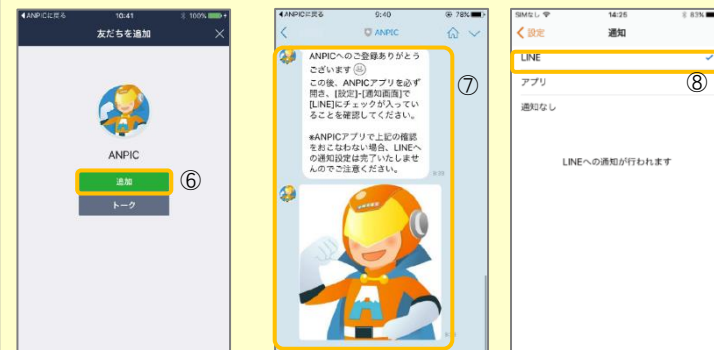 ◀ANPICに戻る 10:41 100%
友だちを追加 ×
ANPIC
追加
⑥
トーク
◀ANPICに戻る 9:40 78%
ANPIC
ANPICへのご登録ありがとう
ございます
この後、ANPICアプリを必ず
開き、[設定]-[通知画面]で
[LINE]にチェックが入ってい
ることを確認してください。
※ANPICアプリで上記の確認
をおこなわない場合、LINEへ
の通知設定は完了いたしませ
んのでご注意ください。
⑦
SIMなし 14:25 83%
設定 通知
LINE
⑧
アプリ
通知なし
LINEへの通知が行われます